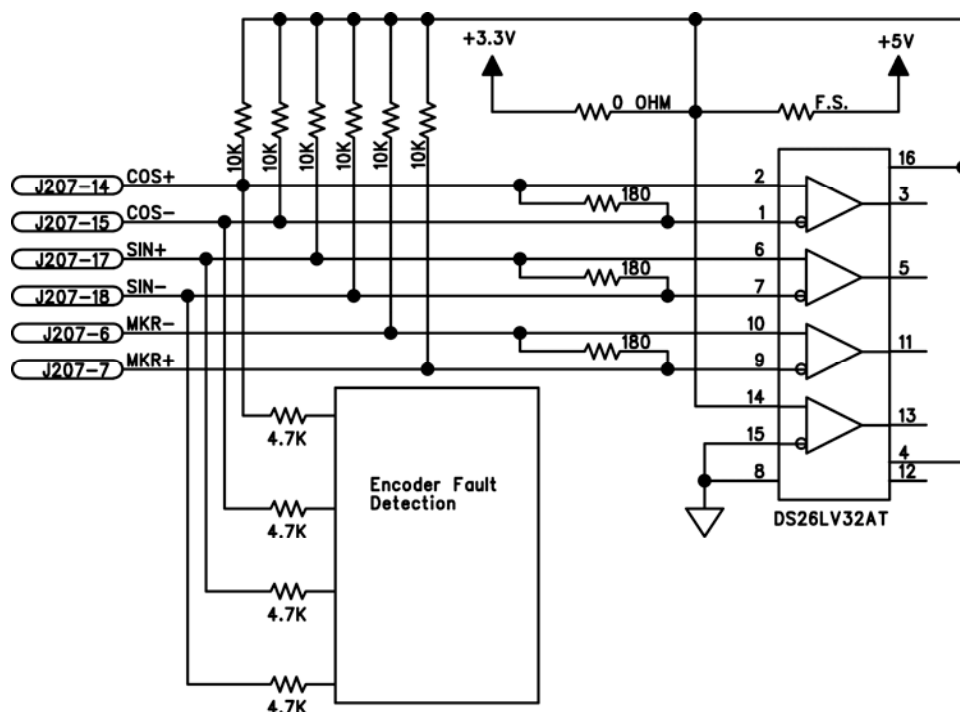 +3.3V
+5V
0 OHM
F.S.
10K
10K
10K
10K
10K
10K
J207-14
COS+
180
2
16
3
J207-15
COS-
1
J207-17
SIN+
6
180
5
J207-18
SIN-
7
J207-6
MKR-
10
180
11
J207-7
MKR+
9
14
13
4.7K
15
4
8
12
Encoder Fault
Detection
DS26LV32AT
4.7K
4.7K
4.7K